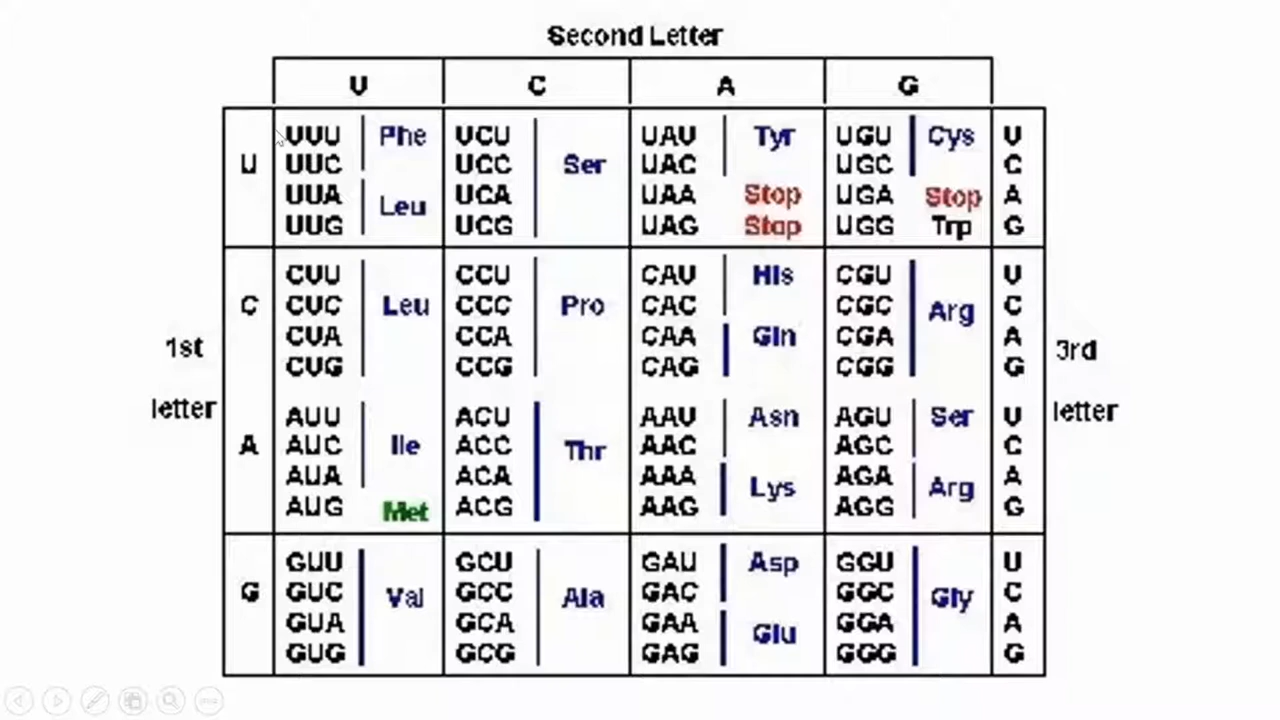 Second Letter
U C A G
UUU Phe UCU UAU Tyr UGU Cys U
U UUC UCC Ser UAC UGC C
UUA Leu UCA UAA Stop UGA Stop A
UUG UCG UAG Stop UGG Trp G
CUU CCU CAU His CGU U
C CUC Leu CCC Pro CAC CGC Arg C
CUA CCA CAA Gln CGA A
1st 3rd
CUG CCG CAG CGG G
letter letter
AUU ACU AAU Asn AGU Ser U
A AUC Ile ACC Thr AAC AGC C
AUA ACA AAA Lys AGA Arg A
AUG Met ACG AAG AGG G
GUU GCU GAU Asp GGU U
G GUC Val GCC Ala GAC GGC Gly C
GUA GCA GAA Glu GGA A
GUG GCG GAG GGG G